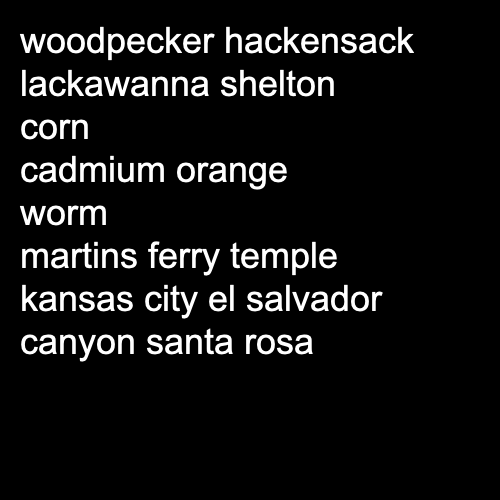 woodpecker hackensack
lackawanna shelton
corn
cadmium orange
worm
martins ferry temple
kansas city el salvador
canyon santa rosa